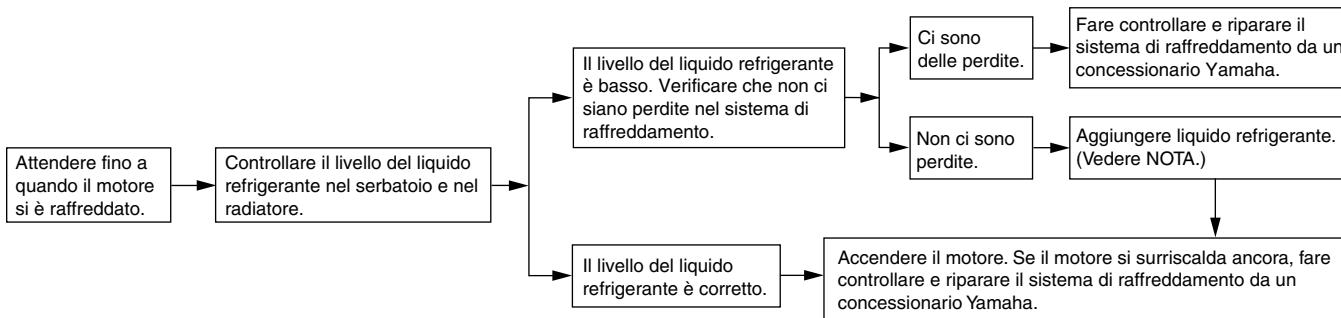 Attendere fino a
quando il motore
si è raffreddato.
Controllare il livello del liquido
refrigerante nel serbatoio e nel
radiatore.
Il livello del liquido refrigerante
è basso. Verificare che non ci
siano perdite nel sistema di
raffreddamento.
Ci sono
delle perdite.
Fare controllare e riparare il
sistema di raffreddamento da un
concessionario Yamaha.
Non ci sono
perdite.
Aggiungere liquido refrigerante.
(Vedere NOTA.)
Il livello del liquido
refrigerante è corretto.
Accendere il motore. Se il motore si surriscalda ancora, fare
controllare e riparare il sistema di raffreddamento da un
concessionario Yamaha.